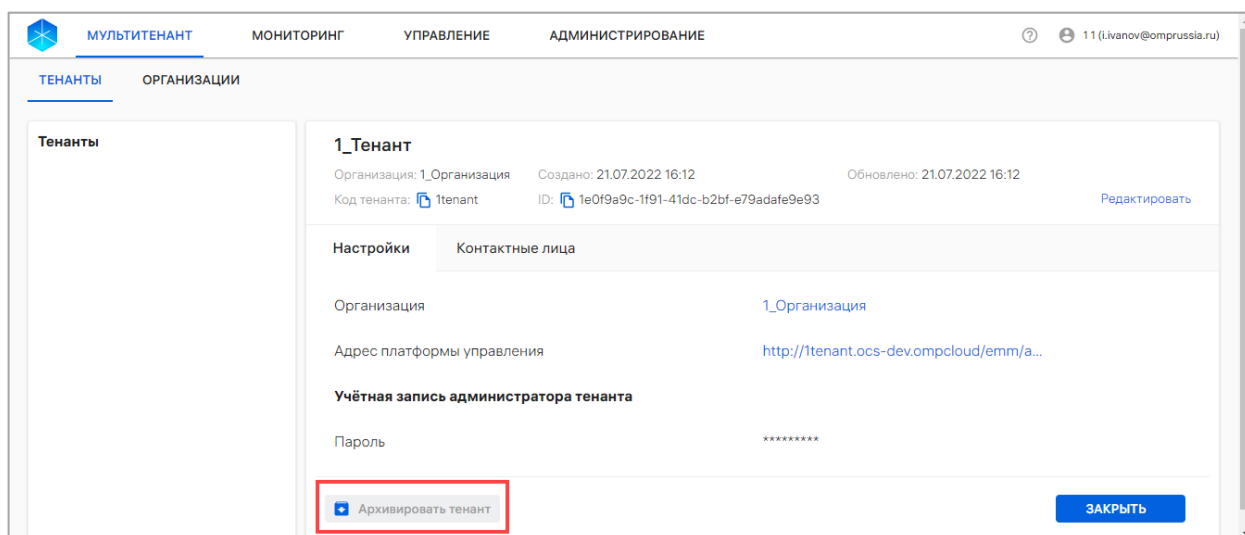 МУЛЬТИТЕНАНТ МОНИТОРИНГ УПРАВЛЕНИЕ АДМИНИСТРИРОВАНИЕ ? 1 1 (i.ivanov@omprussia.ru)
ТЕНАНТЫ ОРГАНИЗАЦИИ
Тенанты
1_Тенант
Организация: 1_Организация Создано: 21.07.2022 16:12 Обновлено: 21.07.2022 16:12
Код тенанта: 1tenant ID: 1e0f9a9c-1f91-41dc-b2bf-e79adafe9e93 Редактировать
Настройки Контактные лица
Организация 1_Организация
Адрес платформы управления http://1tenant.ocs-dev.ompcloud/emm/a...
Учётная запись администратора тенанта
Пароль *********
Архивировать тенант ЗАКРЫТЬ